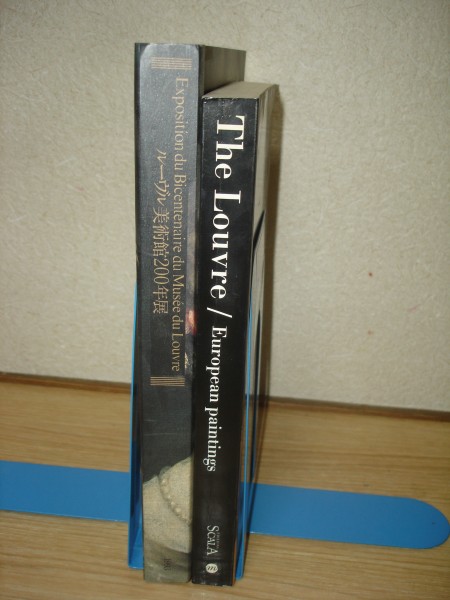 Exposition du Bicentenaire du Musée du Louvre
ルーヴル美術館200年展
The Louvre / European paintings
SCALA